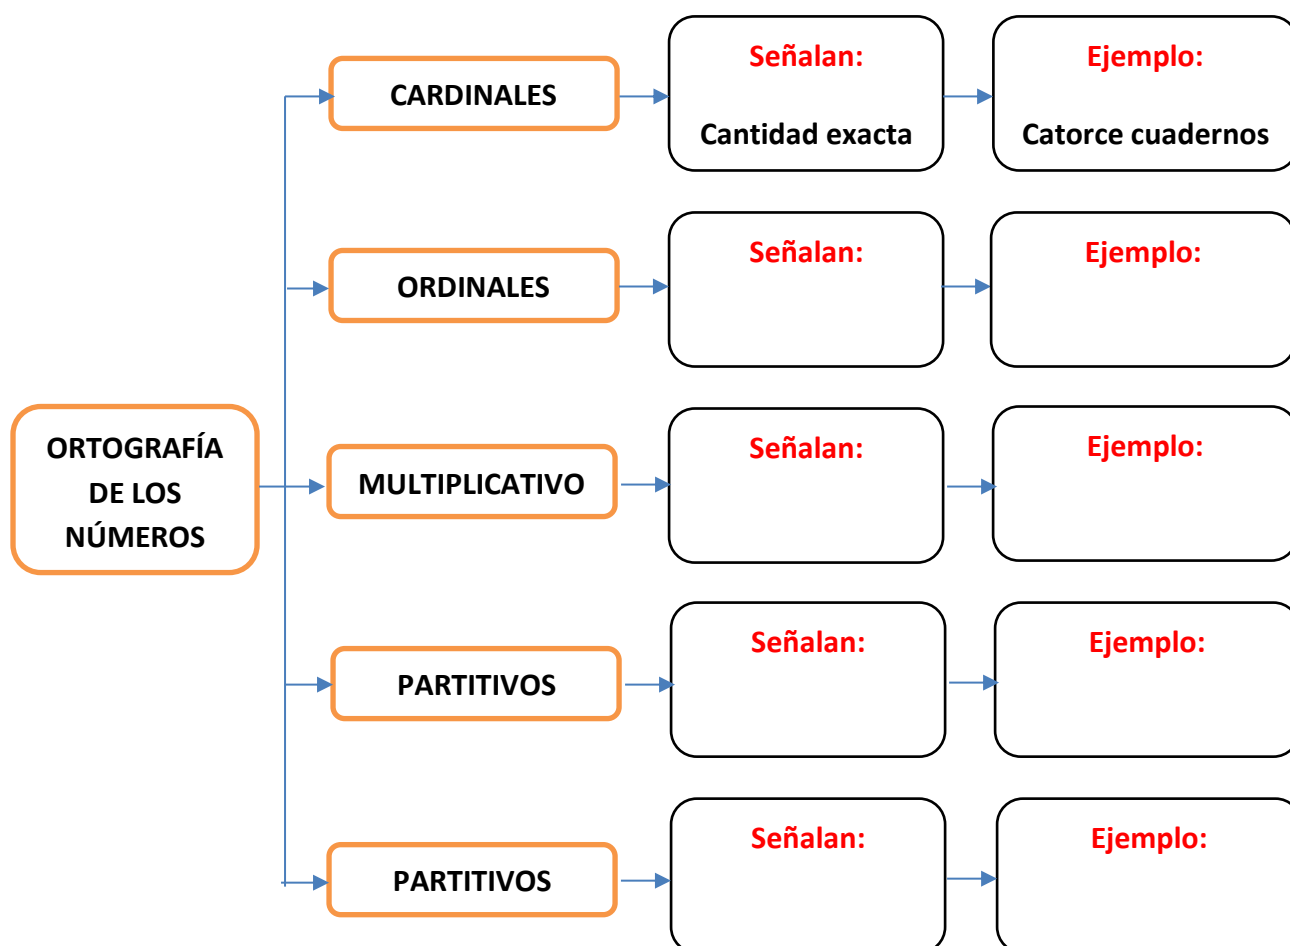 ORTOGRAFÍA
DE LOS
NÚMEROS
CARDINALES
Señalan:
Cantidad exacta
Ejemplo:
Catorce cuadernos
ORDINALES
Señalan:
Ejemplo:
MULTIPLICATIVO
Señalan:
Ejemplo:
PARTITIVOS
Señalan:
Ejemplo:
PARTITIVOS
Señalan:
Ejemplo: